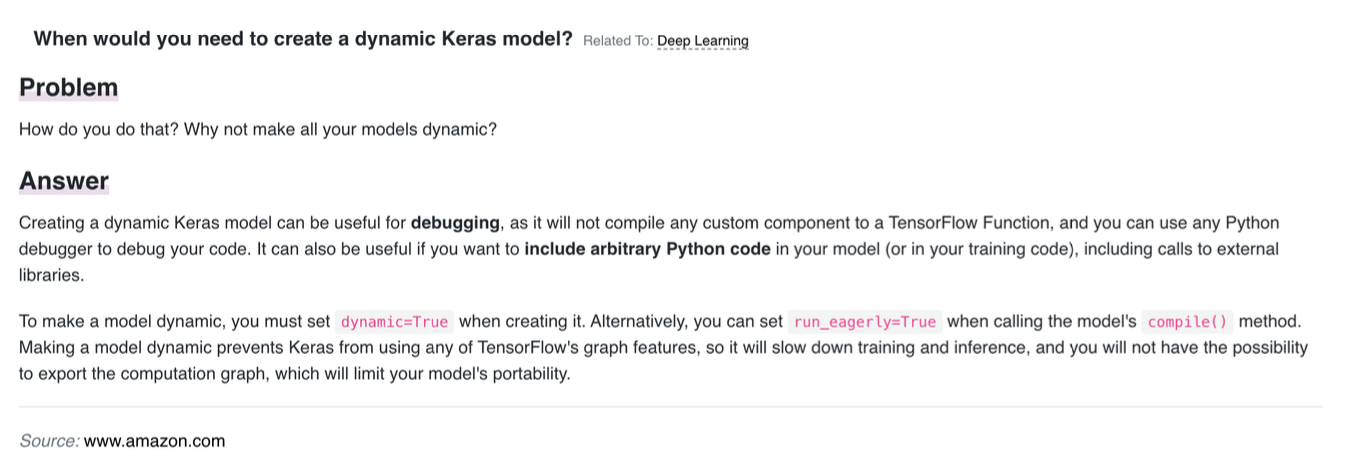 When would you need to create a dynamic Keras model? Related To: Deep Learning
Problem
How do you do that? Why not make all your models dynamic?
Answer
Creating a dynamic Keras model can be useful for debugging, as it will not compile any custom component to a TensorFlow Function, and you can use any Python
debugger to debug your code. It can also be useful if you want to include arbitrary Python code in your model (or in your training code), including calls to external
libraries.
To make a model dynamic, you must set dynamic=True when creating it. Alternatively, you can set run_eagerly=True when calling the model's compile() method.
Making a model dynamic prevents Keras from using any of TensorFlow's graph features, so it will slow down training and inference, and you will not have the possibility
to export the computation graph, which will limit your model's portability.
Source: www.amazon.com